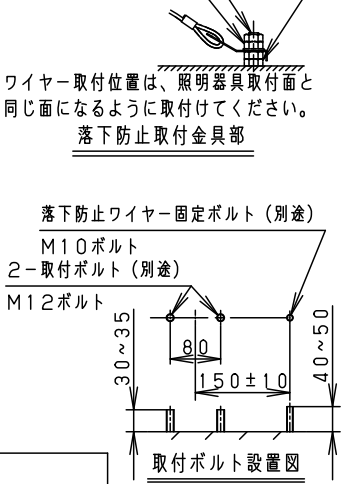 ワイヤー取付位置は、照明器具取付面と
同じ面になるように取付けてください。
落下防止取付金具部
落下防止ワイヤー固定ボルト（別途）
M10ボルト
2－取付ボルト（別途）
M12ボルト
80
150±10
30~35
40~50
取付ボルト設置図